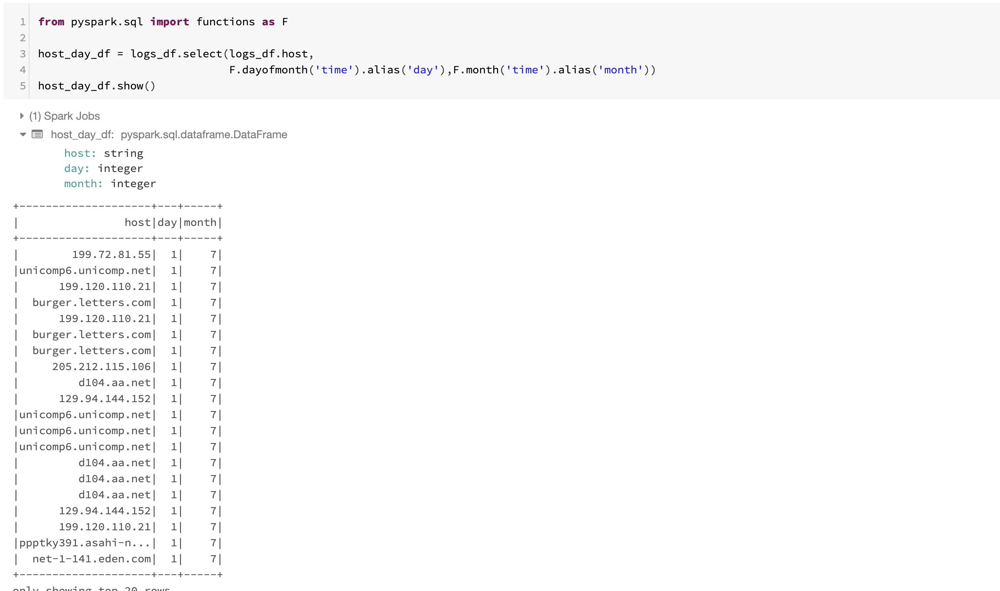 1 from pyspark.sql import functions as F
2
3 host_day_df = logs_df.select(logs_df.host,
4                              F.dayofmonth('time').alias('day'),F.month('time').alias('month'))
5 host_day_df.show()
(1) Spark Jobs
host_day_df: pyspark.sql.dataframe.DataFrame
host: string
day: integer
month: integer
+--------------------+---+-----+
|                host|day|month|
+--------------------+---+-----+
|        199.72.81.55|  1|    7|
|unicomp6.unicomp.net|  1|    7|
|      199.120.110.21|  1|    7|
|  burger.letters.com|  1|    7|
|      199.120.110.21|  1|    7|
|  burger.letters.com|  1|    7|
|  burger.letters.com|  1|    7|
|     205.212.115.106|  1|    7|
|         d104.aa.net|  1|    7|
|      129.94.144.152|  1|    7|
|unicomp6.unicomp.net|  1|    7|
|unicomp6.unicomp.net|  1|    7|
|unicomp6.unicomp.net|  1|    7|
|         d104.aa.net|  1|    7|
|         d104.aa.net|  1|    7|
|         d104.aa.net|  1|    7|
|      129.94.144.152|  1|    7|
|      199.120.110.21|  1|    7|
|ppptky391.asahi-n...|  1|    7|
|  net-1-141.eden.com|  1|    7|
+--------------------+---+-----+
only showing top 20 rows